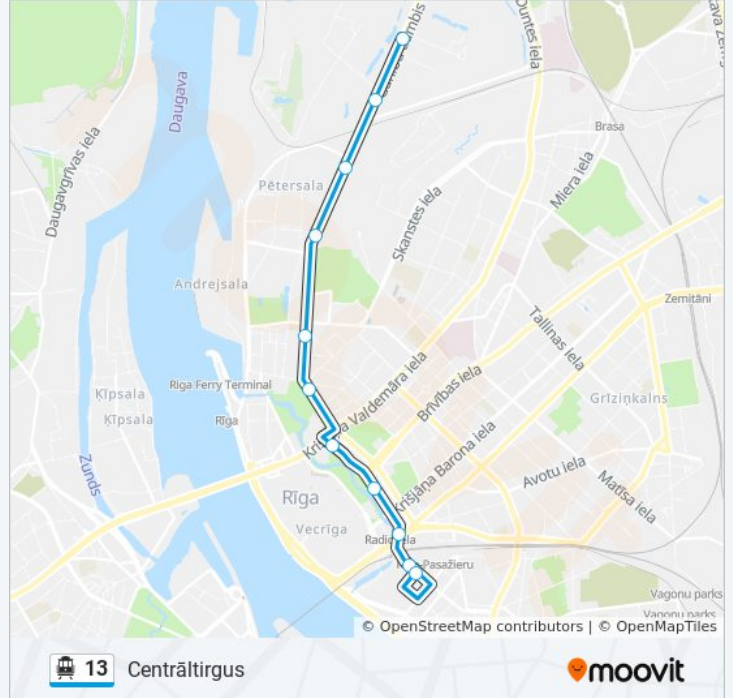 Daugava
Duntes iela
Brasa
Daugavgrīvas iela
Miera iela
Pētersala
Skanstes iela
Andrejsala
Zemitāni
Tallinas iela
Riga Ferry Terminal
Krišjāņa Valdemāra iela
Brīvības iela
Ķīpsala
Ķīpsala
Rīga
Grīziņkalns
Krišjāņa Barona iela
Zunds
Avotu iela
Matīsa iela
Rīga
Vecrīga
Pasažieru
Vagonu parks
Vagonu parks
© OpenStreetMap contributors | © OpenMapTiles
13 Centrāltirgus
moovit